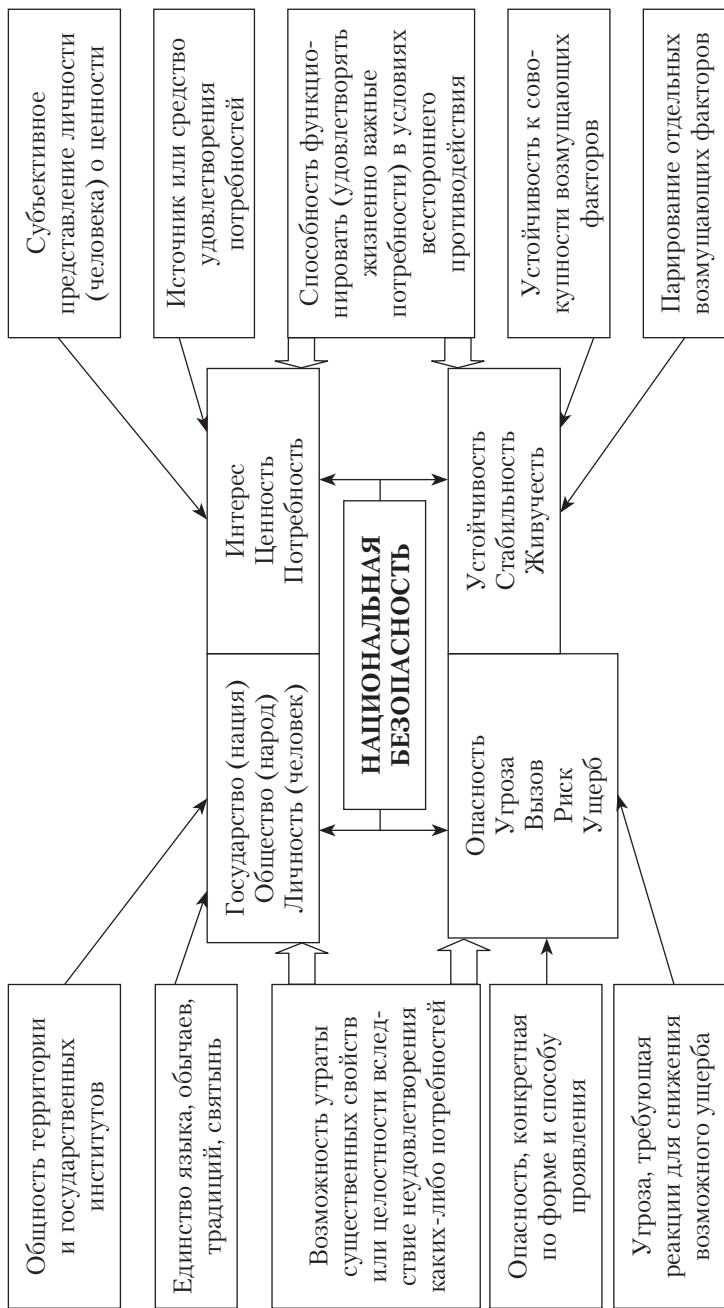 Общность территории
и государственных
институтов
Единство языка, обычаев,
традиций, святынь
Возможность утраты
существенных свойств
или целостности вслед-
ствие неудовлетворения
каких-либо потребностей
Опасность, конкретная
по форме и способу
проявления
Угроза, требующая
реакции для снижения
возможного ущерба
Государство (нация)
Общество (народ)
Личность (человек)
Интерес
Ценность
Потребность
НАЦИОНАЛЬНАЯ
БЕЗОПАСНОСТЬ
Опасность
Угроза
Вызов
Риск
Ущерб
Устойчивость
Стабильность
Живучесть
Субъективное
представление личности
(человека) о ценности
Источник или средство
удовлетворения
потребностей
Способность функцио-
нировать (удовлетворять
жизненно важные
потребности) в условиях
всестороннего
противодействия
Устойчивость к сово-
купности возмущающих
факторов
Парирование отдельных
возмущающих факторов